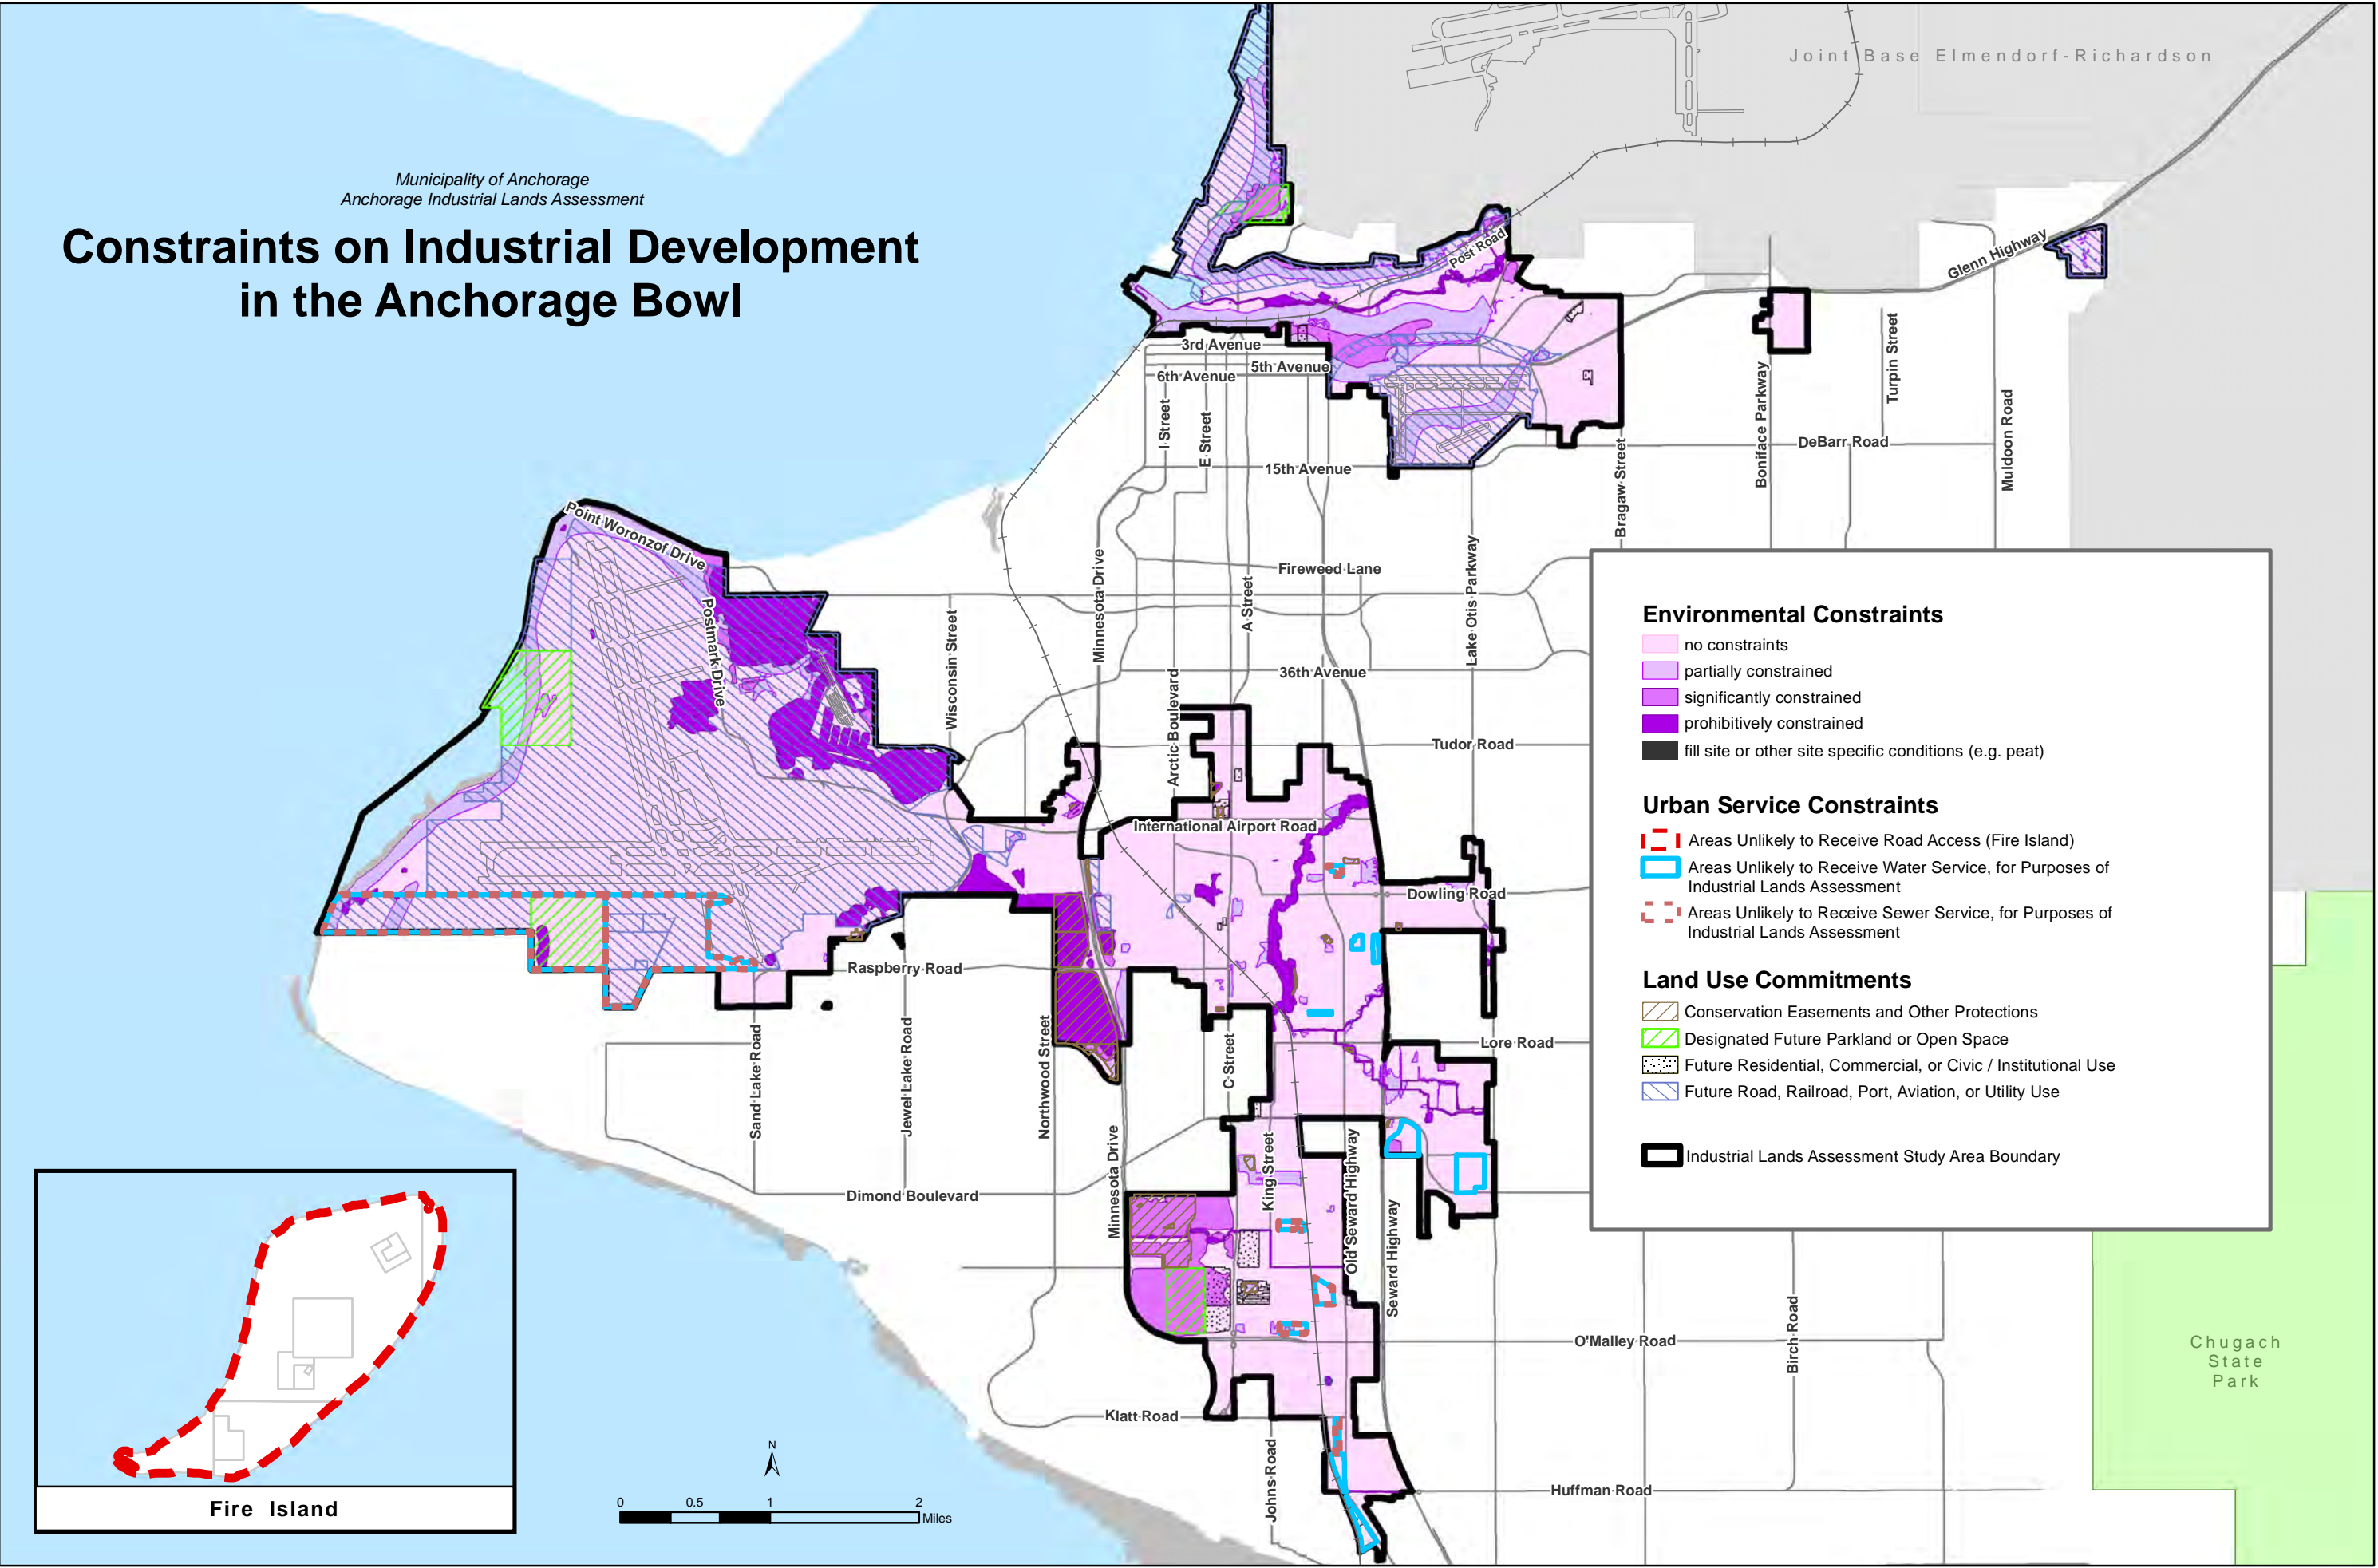 Joint Base Elmendorf-Richardson
Municipality of Anchorage
Anchorage Industrial Lands Assessment
Constraints on Industrial Development
in the Anchorage Bowl
Post Road
Glenn Highway
3rd Avenue
5th Avenue
6th Avenue
I Street
E Street
15th Avenue
DeBarr Road
Boniface Parkway
Turpin Street
Muldoon Road
Bragaw Street
Point Woronzof Drive
Postmark Drive
Wisconsin Street
Minnesota Drive
Fireweed Lane
A Street
Lake Otis Parkway
36th Avenue
Arctic Boulevard
Tudor Road
International Airport Road
Dowling Road
Raspberry Road
Lore Road
Sand Lake Road
Jewel Lake Road
Northwood Street
C Street
Minnesota Drive
King Street
Old Seward Highway
Seward Highway
Dimond Boulevard
O'Malley Road
Birch Road
Klatt Road
Johns Road
Huffman Road
Environmental Constraints
no constraints
partially constrained
significantly constrained
prohibitively constrained
fill site or other site specific conditions (e.g. peat)
Urban Service Constraints
Areas Unlikely to Receive Road Access (Fire Island)
Areas Unlikely to Receive Water Service, for Purposes of
Industrial Lands Assessment
Areas Unlikely to Receive Sewer Service, for Purposes of
Industrial Lands Assessment
Land Use Commitments
Conservation Easements and Other Protections
Designated Future Parkland or Open Space
Future Residential, Commercial, or Civic / Institutional Use
Future Road, Railroad, Port, Aviation, or Utility Use
Industrial Lands Assessment Study Area Boundary
Chugach
State
Park
Fire Island
N
0 0.5 1 2
Miles